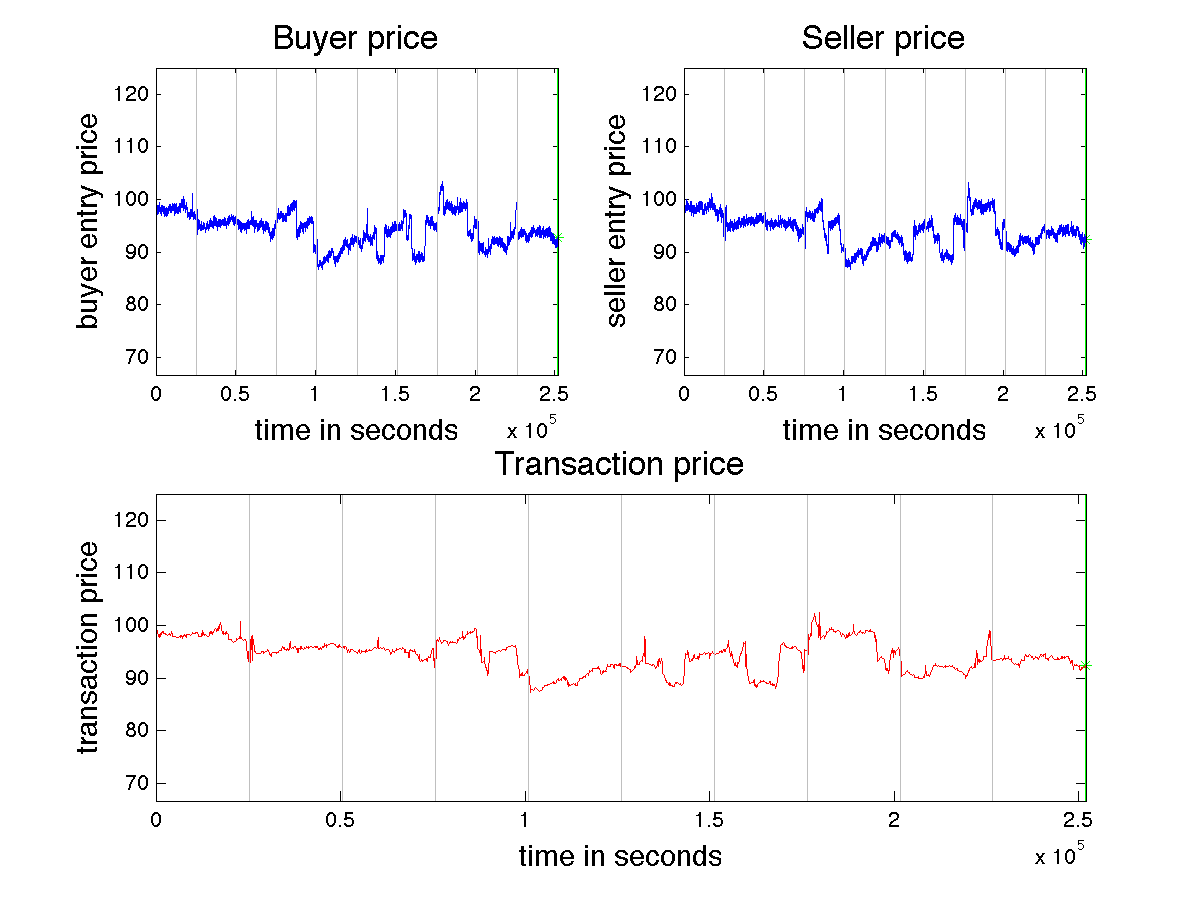 Buyer price
buyer entry price
120
110
100
90
80
70
0 0.5 1 1.5 2 2.5
time in seconds
x 10^5
Seller price
seller entry price
120
110
100
90
80
70
0 0.5 1 1.5 2 2.5
time in seconds
x 10^5
Transaction price
transaction price
120
110
100
90
80
70
0 0.5 1 1.5 2 2.5
time in seconds
x 10^5